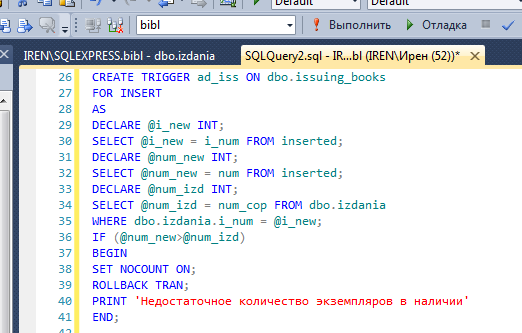 bibl
Выполнить
Отладка
IREN\SQLEXPRESS.bibl - dbo.izdania
SQLQuery2.sql - IR...bl (IREN\Ирен (52))*
26 CREATE TRIGGER ad_iss ON dbo.issuing_books
27 FOR INSERT
28 AS
29 DECLARE @i_new INT;
30 SELECT @i_new = i_num FROM inserted;
31 DECLARE @num_new INT;
32 SELECT @num_new = num FROM inserted;
33 DECLARE @num_izd INT;
34 SELECT @num_izd = num_cop FROM dbo.izdania
35 WHERE dbo.izdania.i_num = @i_new;
36 IF (@num_new>@num_izd)
37 BEGIN
38 SET NOCOUNT ON;
39 ROLLBACK TRAN;
40 PRINT 'Недостаточное количество экземпляров в наличии'
41 END;